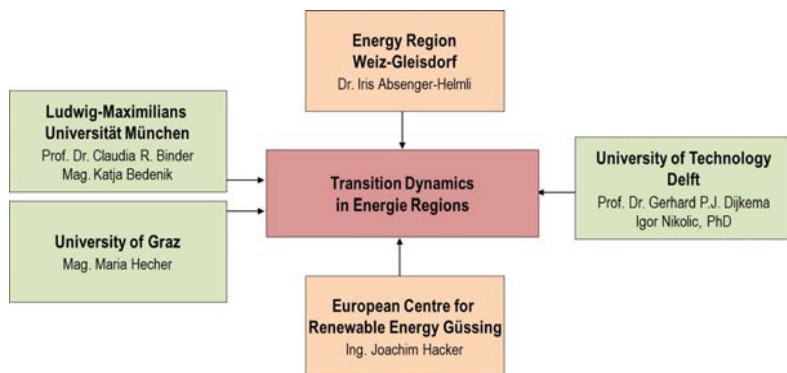 Energy Region
Weiz-Gleisdorf
Dr. Iris Absenger-Helmli
Ludwig-Maximilians
Universität München
Prof. Dr. Claudia R. Binder
Mag. Katja Bedenik
University of Graz
Mag. Maria Hecher
Transition Dynamics
in Energie Regions
University of Technology
Delft
Prof. Dr. Gerhard P.J. Dijkema
Igor Nikolic, PhD
European Centre for
Renewable Energy Güssing
Ing. Joachim Hacker